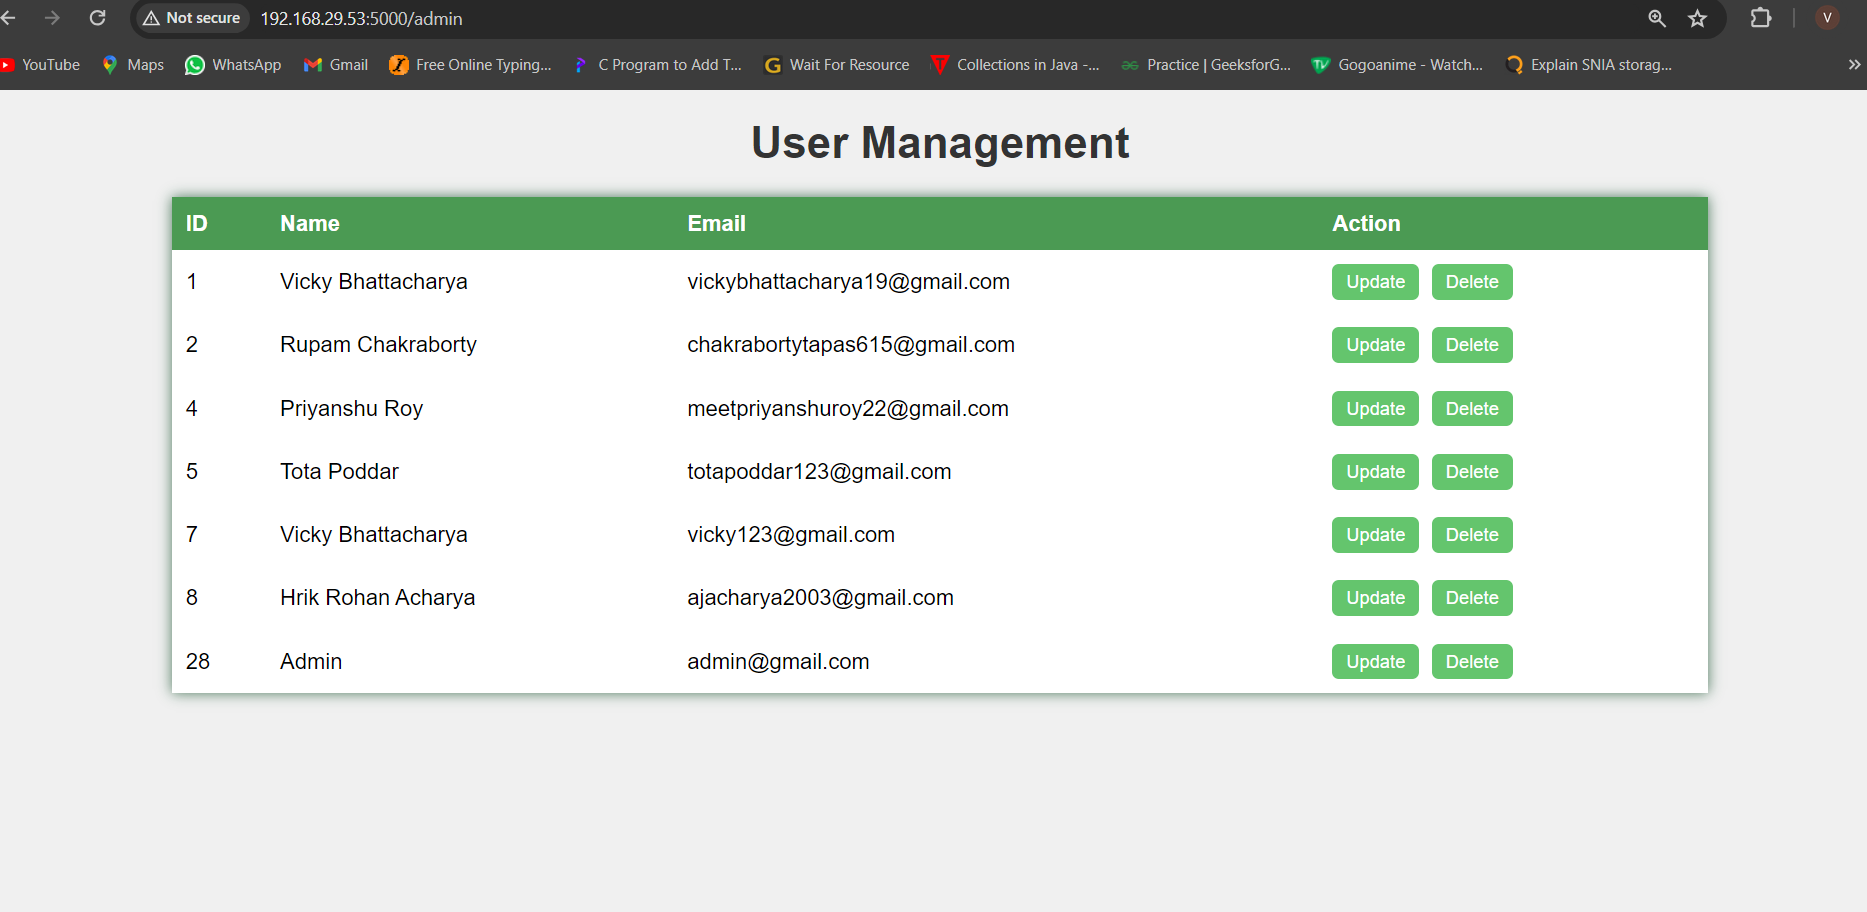 Not secure 192.168.29.53:5000/admin V
YouTube Maps WhatsApp Gmail Free Online Typing... C Program to Add T... Wait For Resource Collections in Java -... Practice | GeeksforG... Gogoanime - Watch... Explain SNIA storag... »
User Management
ID Name Email Action
1 Vicky Bhattacharya vickybhattacharya19@gmail.com Update Delete
2 Rupam Chakraborty chakrabortytapas615@gmail.com Update Delete
4 Priyanshu Roy meetpriyanshuroy22@gmail.com Update Delete
5 Tota Poddar totapoddar123@gmail.com Update Delete
7 Vicky Bhattacharya vicky123@gmail.com Update Delete
8 Hrik Rohan Acharya ajacharya2003@gmail.com Update Delete
28 Admin admin@gmail.com Update Delete